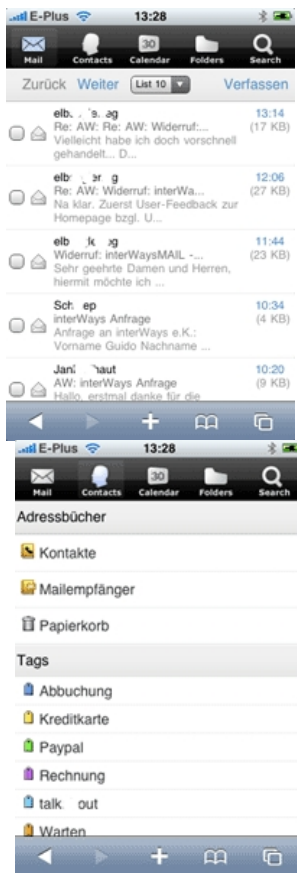 E-Plus 13:28
Mail Contacts Calendar Folders Search
30
Zurück Weiter List 10 Verfassen
13:14
Re: AW: Re: AW: Widerruf:... (17 KB)
Vielleicht habe ich doch vorschnell
gehandelt... D...
12:06
Re: AW: Widerruf: interWa... (27 KB)
Na klar. Zuerst User-Feedback zur
Homepage bzgl. U...
11:44
Widerruf: interWaysMAIL -... (23 KB)
Sehr geehrte Damen und Herren,
hiermit möchte ich ...
10:34
interWays Anfrage (4 KB)
Anfrage an interWays e.K.:
Vorname Guido Nachname ...
10:20
AW: interWays Anfrage (9 KB)
Hallo, erstmal danke für die
E-Plus 13:28
30
Mail Contacts Calendar Folders Search
Adressbücher
Kontakte
Mailempfänger
Papierkorb
Tags
Abbuchung
Kreditkarte
Paypal
Rechnung
talk out
Warten